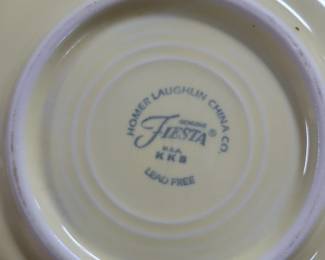 HOMER LAUGHLIN CHINA CO.
GENUINE
Fiesta®
U.S.A.
KKB
LEAD FREE